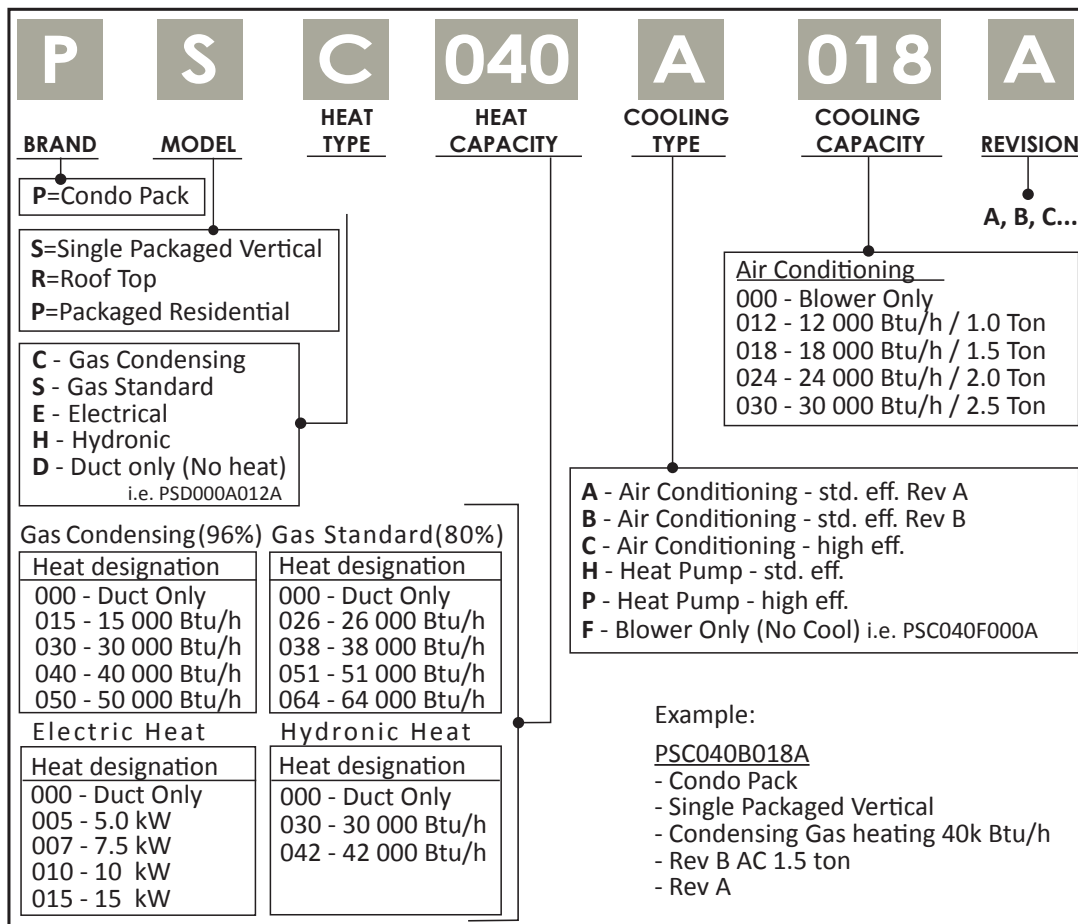 P S C 040 A 018 A
BRAND
MODEL
HEAT
TYPE
HEAT
CAPACITY
COOLING
TYPE
COOLING
CAPACITY
REVISION
P=Condo Pack
A, B, C...
S=Single Packaged Vertical
R=Roof Top
P=Packaged Residential
Air Conditioning
000 - Blower Only
012 - 12 000 Btu/h / 1.0 Ton
018 - 18 000 Btu/h / 1.5 Ton
024 - 24 000 Btu/h / 2.0 Ton
030 - 30 000 Btu/h / 2.5 Ton
C - Gas Condensing
S - Gas Standard
E - Electrical
H - Hydronic
D - Duct only (No heat)
i.e. PSD000A012A
A - Air Conditioning - std. eff. Rev A
B - Air Conditioning - std. eff. Rev B
C - Air Conditioning - high eff.
H - Heat Pump - std. eff.
P - Heat Pump - high eff.
F - Blower Only (No Cool) i.e. PSC040F000A
Gas Condensing(96%)
Heat designation
000 - Duct Only
015 - 15 000 Btu/h
030 - 30 000 Btu/h
040 - 40 000 Btu/h
050 - 50 000 Btu/h
Gas Standard(80%)
Heat designation
000 - Duct Only
026 - 26 000 Btu/h
038 - 38 000 Btu/h
051 - 51 000 Btu/h
064 - 64 000 Btu/h
Electric Heat
Heat designation
000 - Duct Only
005 - 5.0 kW
007 - 7.5 kW
010 - 10 kW
015 - 15 kW
Hydronic Heat
Heat designation
000 - Duct Only
030 - 30 000 Btu/h
042 - 42 000 Btu/h
Example:
PSC040B018A
- Condo Pack
- Single Packaged Vertical
- Condensing Gas heating 40k Btu/h
- Rev B AC 1.5 ton
- Rev A